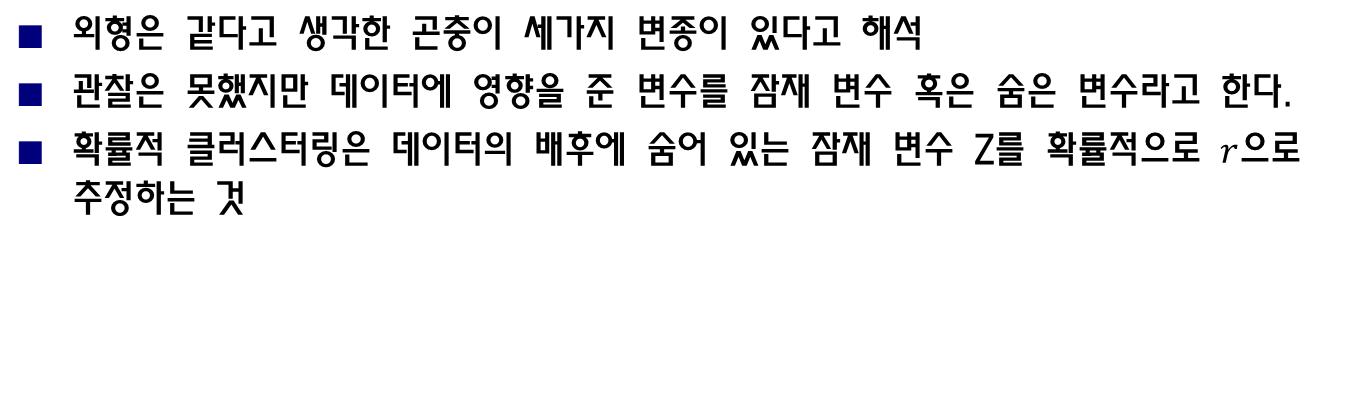 ■ 외형은 같다고 생각한 곤충이 세가지 변종이 있다고 해석
■ 관찰은 못했지만 데이터에 영향을 준 변수를 잠재 변수 혹은 숨은 변수라고 한다.
■ 확률적 클러스터링은 데이터의 배후에 숨어 있는 잠재 변수 Z를 확률적으로 r으로
추정하는 것